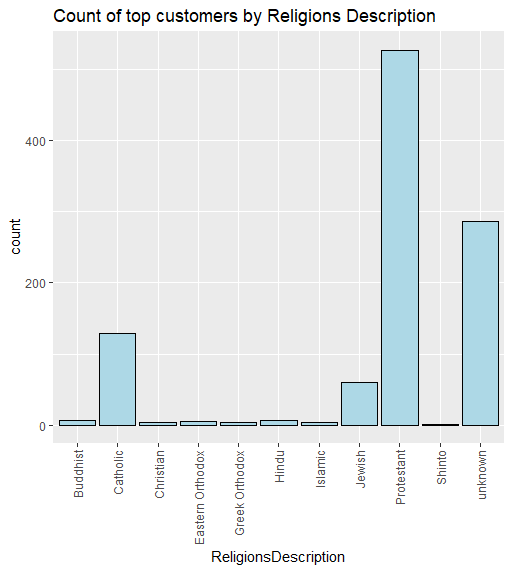 Count of top customers by Religions Description
count
400
200
0
Buddhist
Catholic
Christian
Eastern Orthodox
Greek Orthodox
Hindu
Islamic
Jewish
Protestant
Shinto
unknown
ReligionsDescription